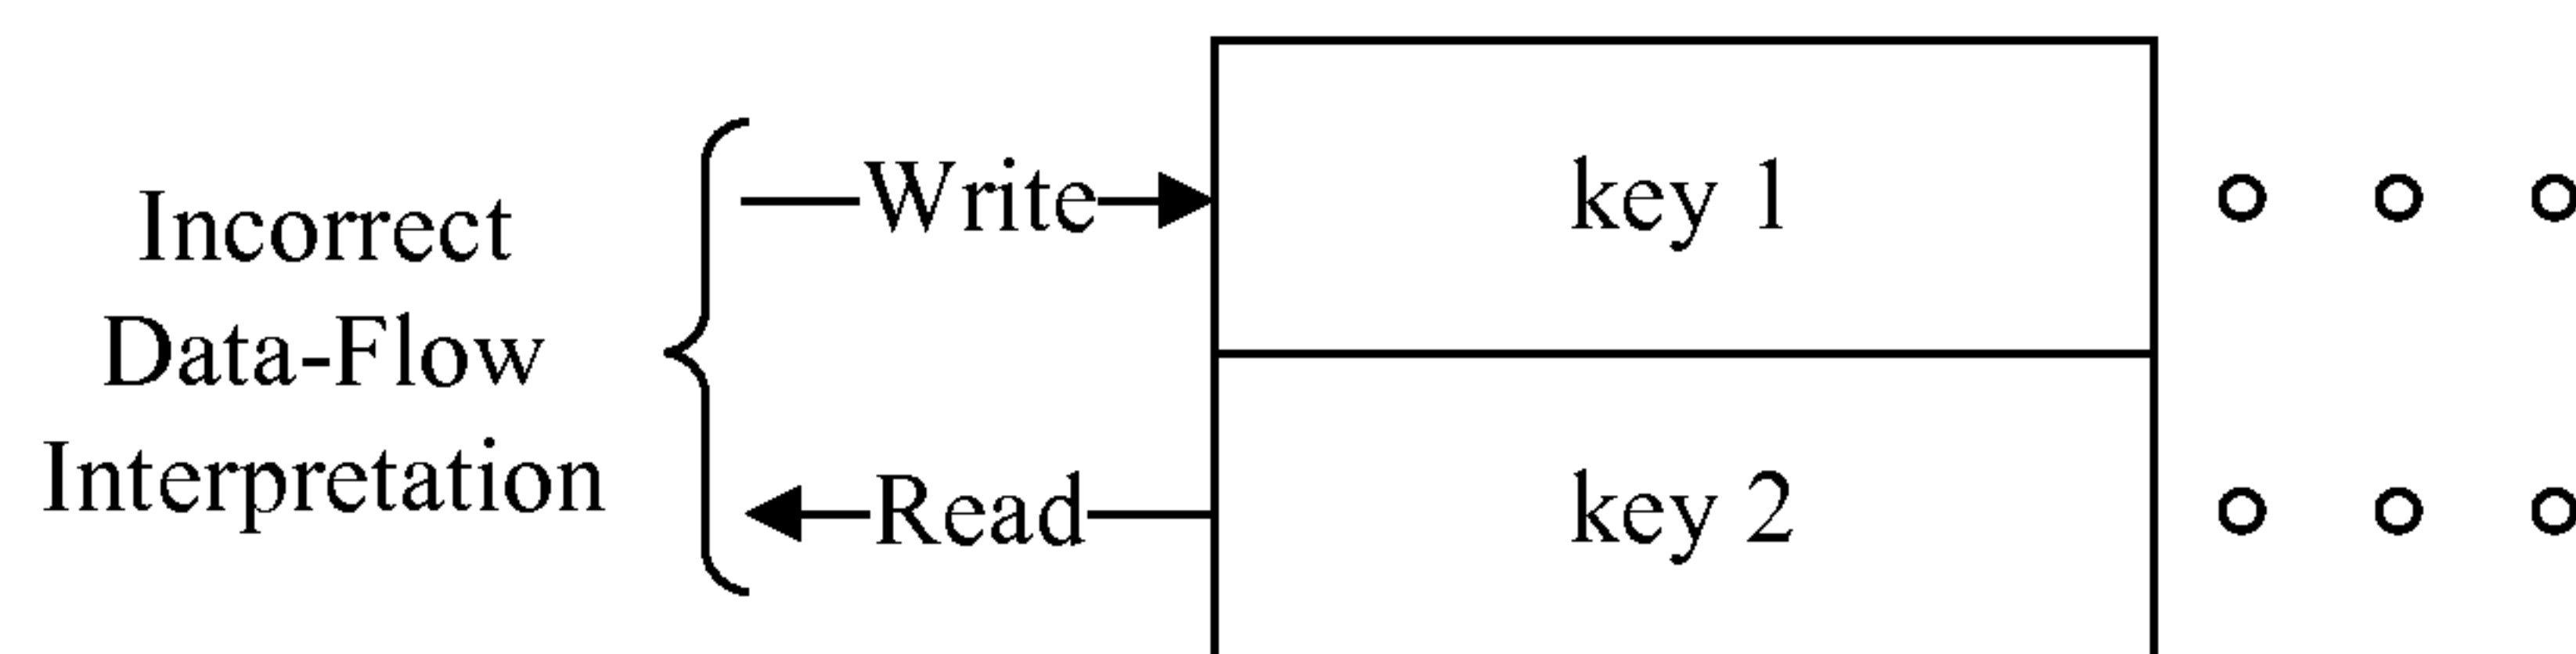 Incorrect
Data-Flow
Interpretation
Write
key 1
Read
key 2